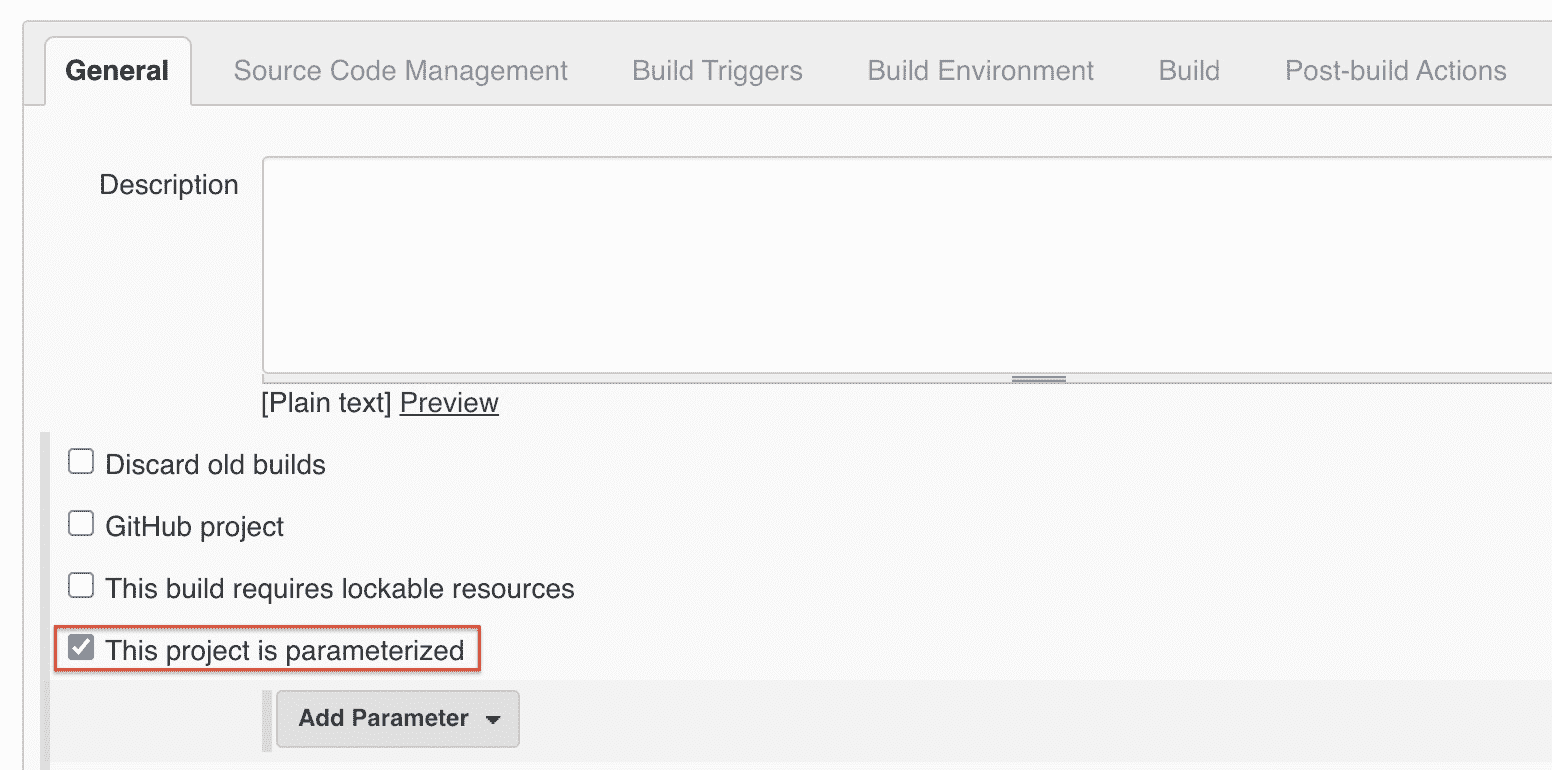 General Source Code Management Build Triggers Build Environment Build Post-build Actions
Description
[Plain text] Preview
Discard old builds
GitHub project
This build requires lockable resources
This project is parameterized
Add Parameter